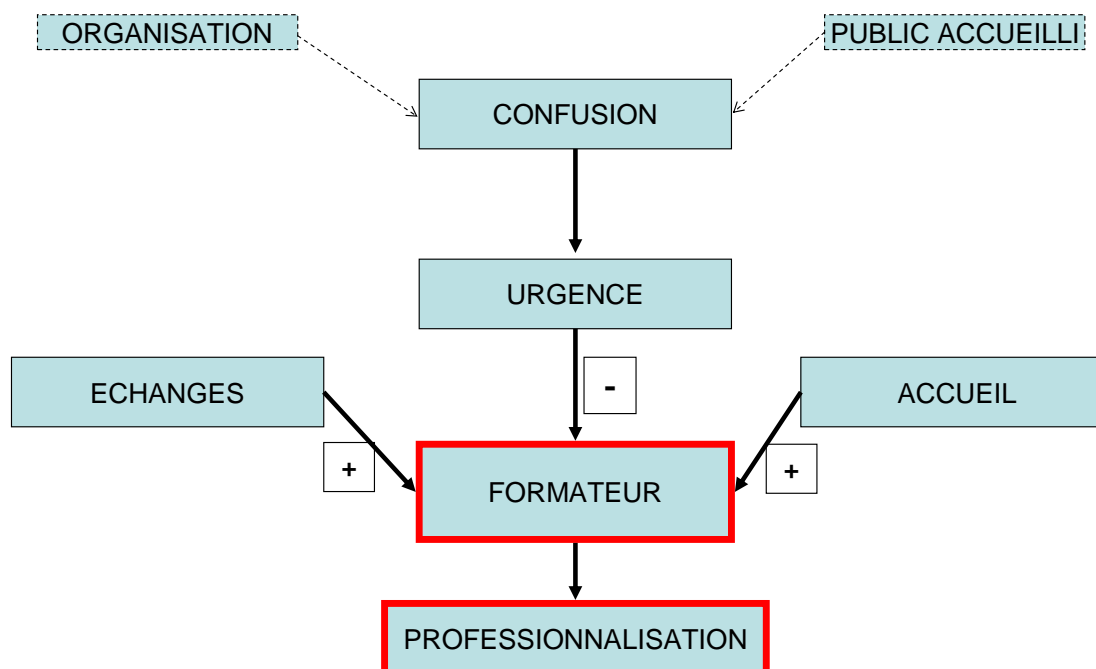 ORGANISATION
PUBLIC ACCUEILLI
CONFUSION
URGENCE
-
ECHANGES
ACCUEIL
+
FORMATEUR
+
PROFESSIONNALISATION